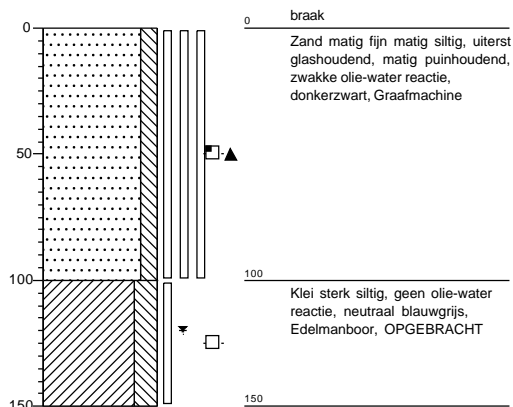 braak
0
0
Zand matig fijn matig siltig, uiterst
glashoudend, matig puinhoudend,
zwakke olie-water reactie,
donkerzwart, Graafmachine
50
100
100
Klei sterk siltig, geen olie-water
reactie, neutraal blauwgrijs,
Edelmanboor, OPGEBRACHT
150
150